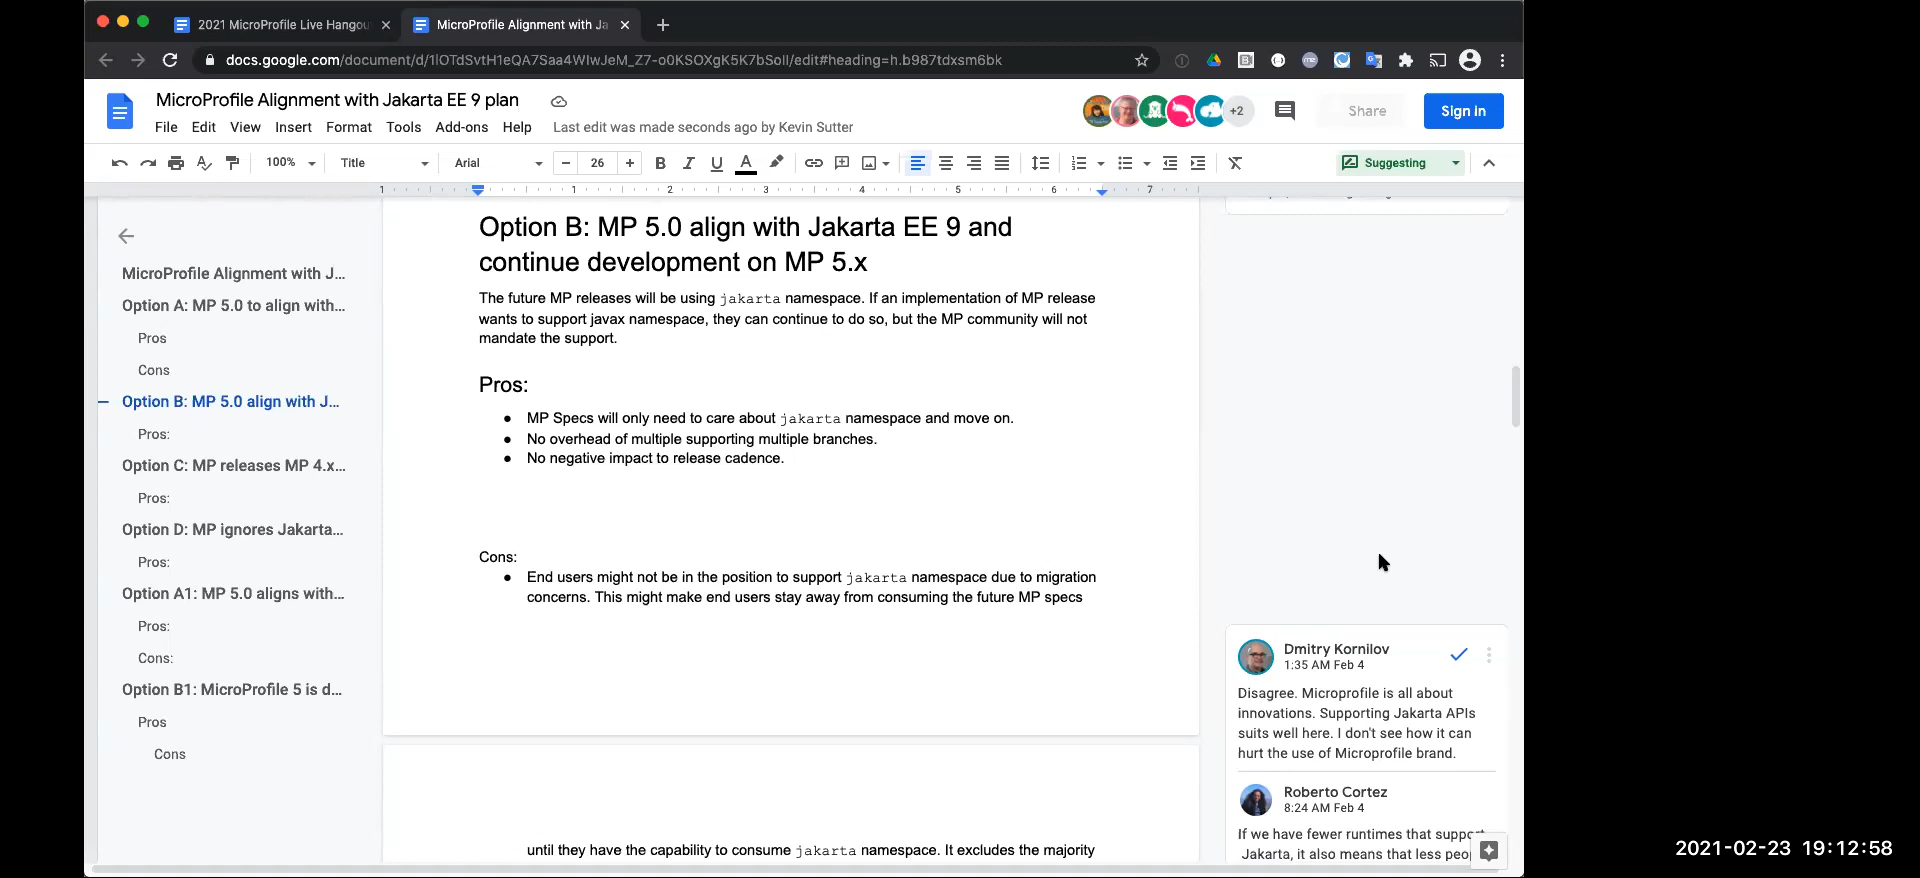 2021 MicroProfile Live Hangou
MicroProfile Alignment with Ja
docs.google.com/document/d/1lOTdSvtH1eQA7Saa4WIwJeM_Z7-o0KSOXgK5K7bSoII/edit#heading=h.b987tdxsm6bk
MicroProfile Alignment with Jakarta EE 9 plan
+2
Share
Sign in
File Edit View Insert Format Tools Add-ons Help Last edit was made seconds ago by Kevin Sutter
100% Title Arial 26 B I U A Suggesting
1 1 2 3 4 5 6 7
MicroProfile Alignment with J...
Option A: MP 5.0 to align with...
Pros
Cons
Option B: MP 5.0 align with J...
Pros:
Option C: MP releases MP 4.x...
Pros:
Option D: MP ignores Jakarta...
Pros:
Option A1: MP 5.0 aligns with...
Pros:
Cons:
Option B1: MicroProfile 5 is d...
Pros
Cons
Option B: MP 5.0 align with Jakarta EE 9 and
continue development on MP 5.x
The future MP releases will be using jakarta namespace. If an implementation of MP release
wants to support javax namespace, they can continue to do so, but the MP community will not
mandate the support.
Pros:
● MP Specs will only need to care about jakarta namespace and move on.
● No overhead of multiple supporting multiple branches.
● No negative impact to release cadence.
Cons:
● End users might not be in the position to support jakarta namespace due to migration
concerns. This might make end users stay away from consuming the future MP specs
until they have the capability to consume jakarta namespace. It excludes the majority
Dmitry Kornilov
1:35 AM Feb 4
Disagree. Microprofile is all about
innovations. Supporting Jakarta APIs
suits well here. I don't see how it can
hurt the use of Microprofile brand.
Roberto Cortez
8:24 AM Feb 4
If we have fewer runtimes that support
Jakarta, it also means that less peo
2021-02-23 19:12:58